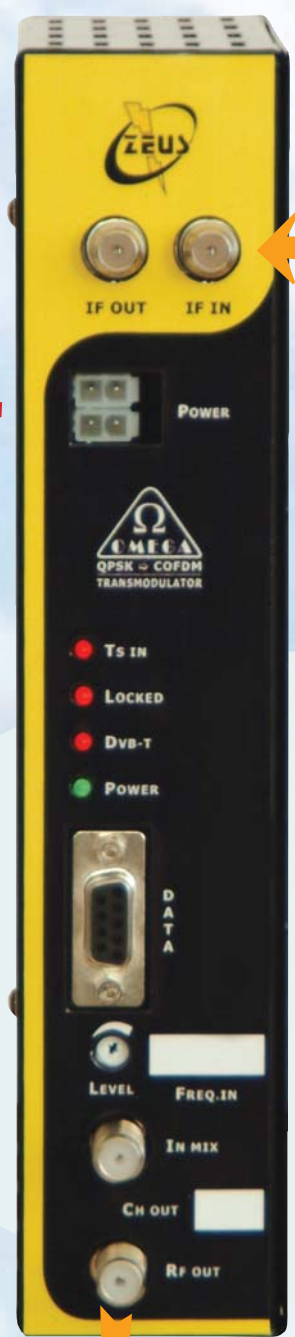 ZEUS
IF OUT IF IN
POWER
Ω
OMEGA
QPSK ⇨ COFDM
TRANSMODULATOR
TS IN
LOCKED
DVB-T
POWER
DATA
LEVEL FREQ.IN
IN MIX
CH OUT
RF OUT